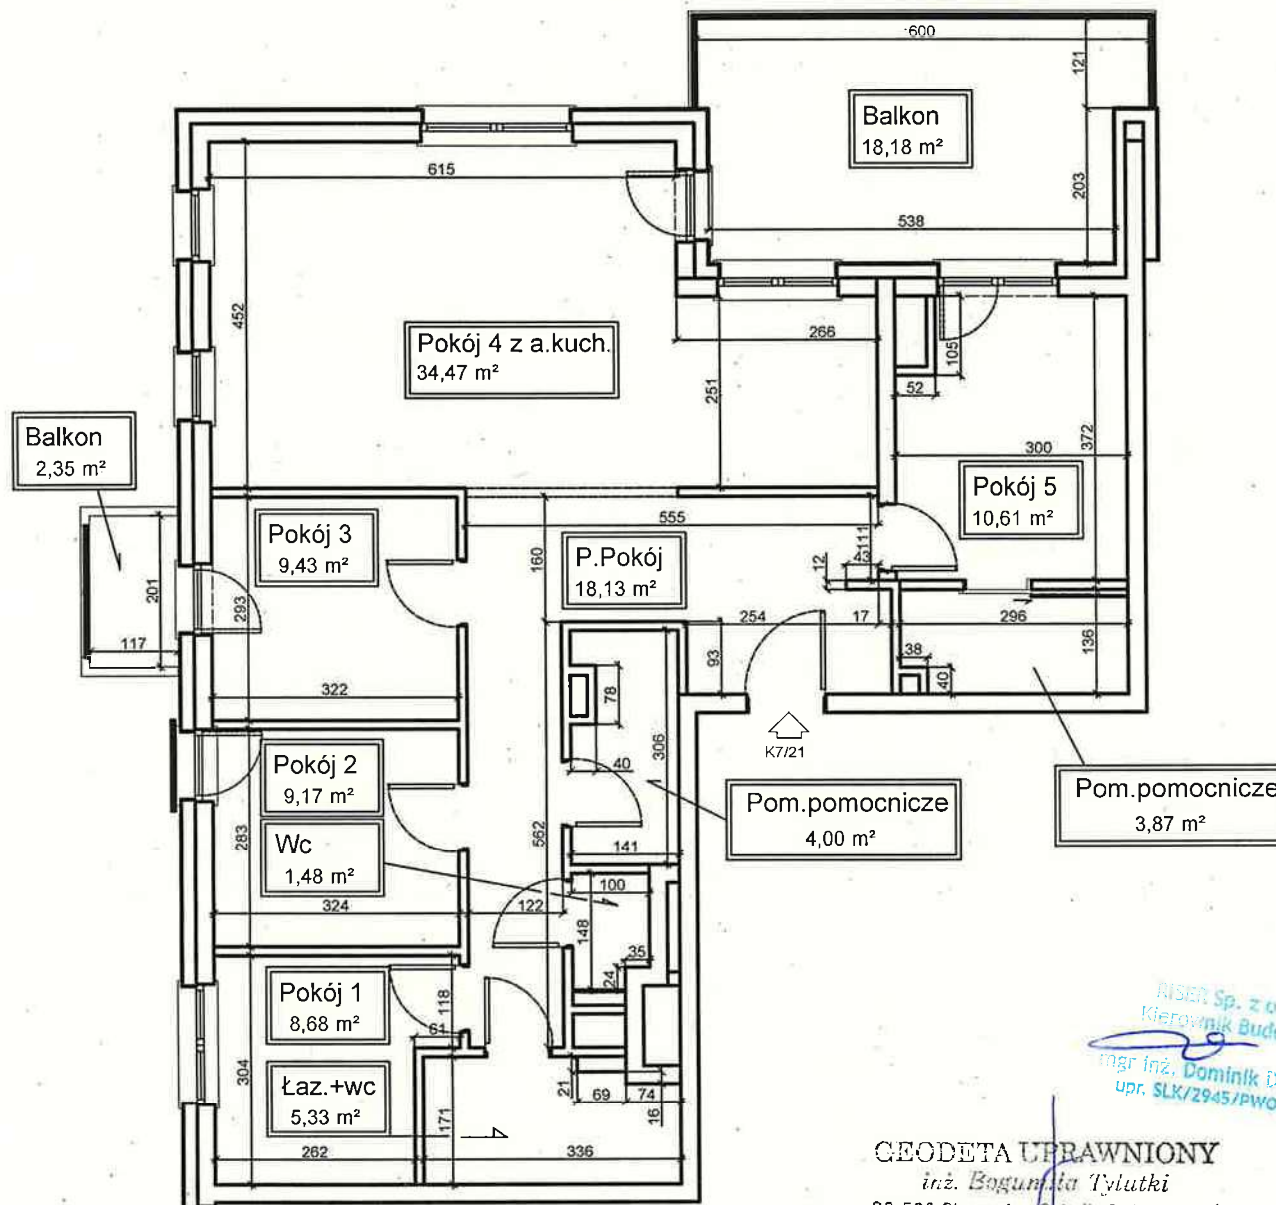 600
121
Balkon
18,18 m²
203
538
615
452
Pokój 4 z a.kuch.
34,47 m²
266
251
105
52
372
300
Pokój 5
10,61 m²
Balkon
2,35 m²
201
117
Pokój 3
9,43 m²
293
322
555
160
P.Pokój
18,13 m²
111
43
12
254
17
93
296
38
40
136
78
306
40
141
K7/21
Pokój 2
9,17 m²
Wc
1,48 m²
283
324
562
122
100
148
35
24
Pom.pomocnicze
4,00 m²
Pom.pomocnicze
3,87 m²
Pokój 1
8,68 m²
118
61
304
Łaz.+wc
5,33 m²
171
262
336
21
69
74
16
RISER Sp. z o
Kierownik Bud
mgr inż. Dominik
upr. SLK/2945/PWO
GEODETA UPRAWNIONY
inż. Bogumiła Tylutki